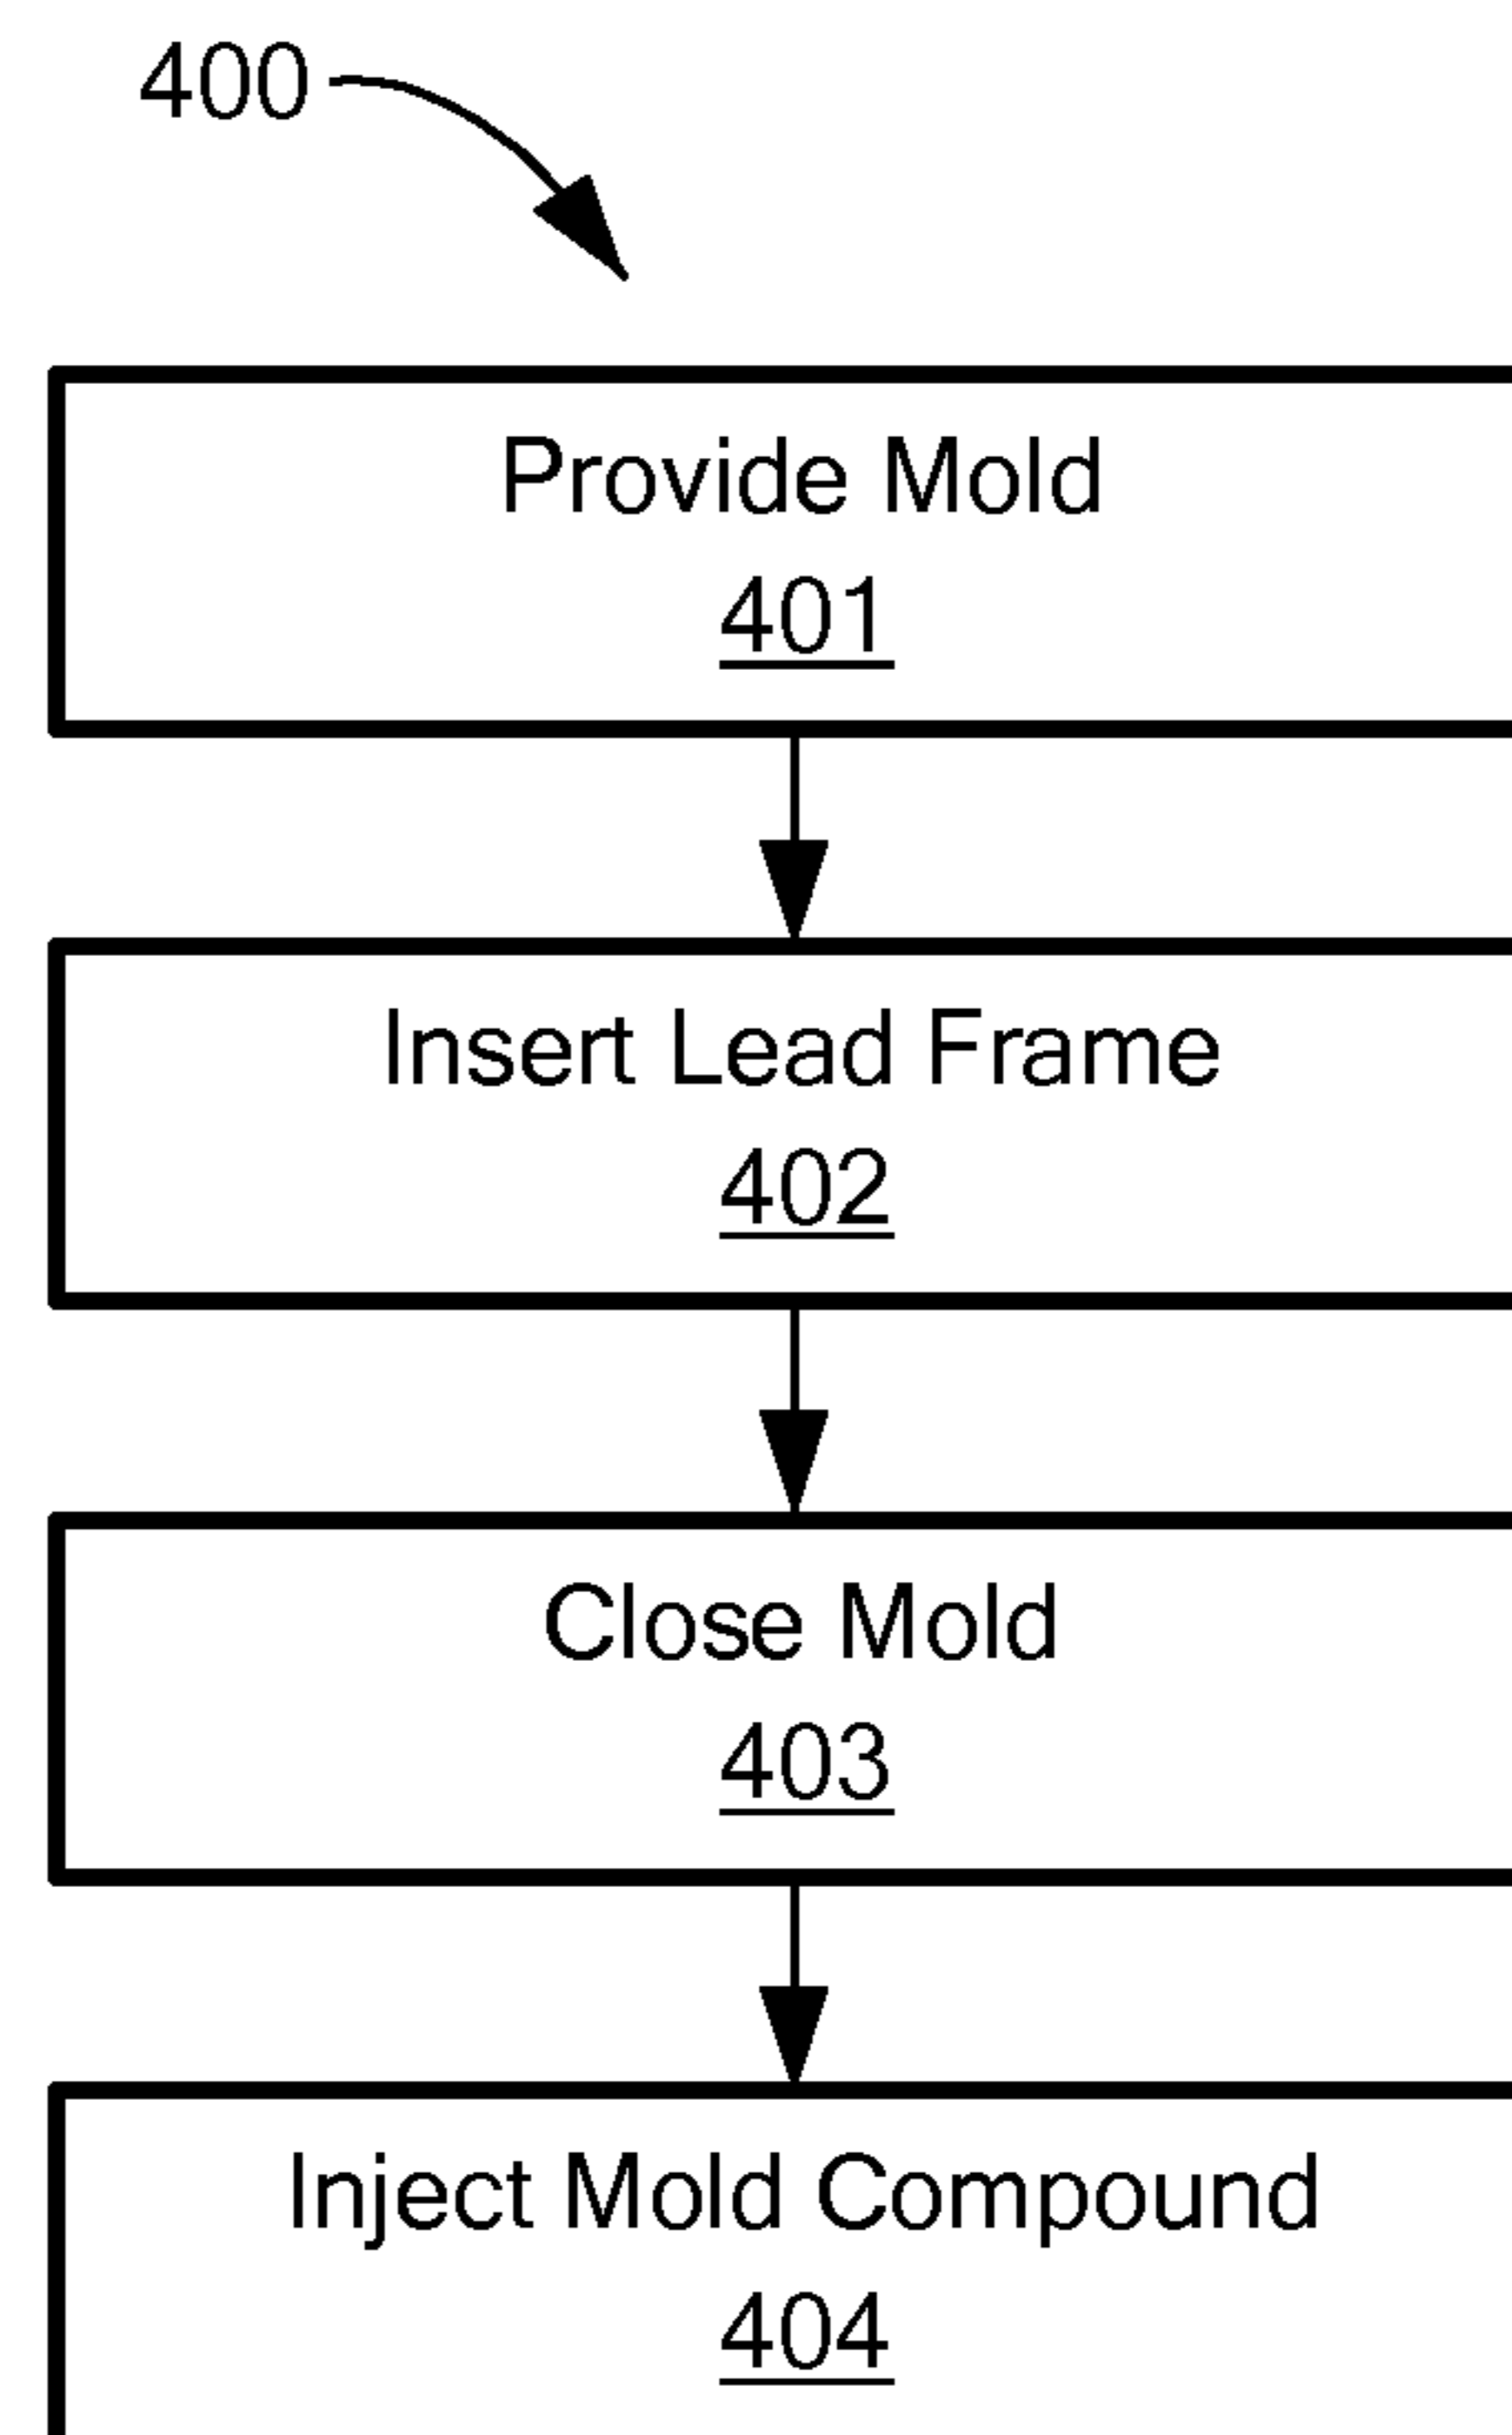 400
Provide Mold
401
Insert Lead Frame
402
Close Mold
403
Inject Mold Compound
404